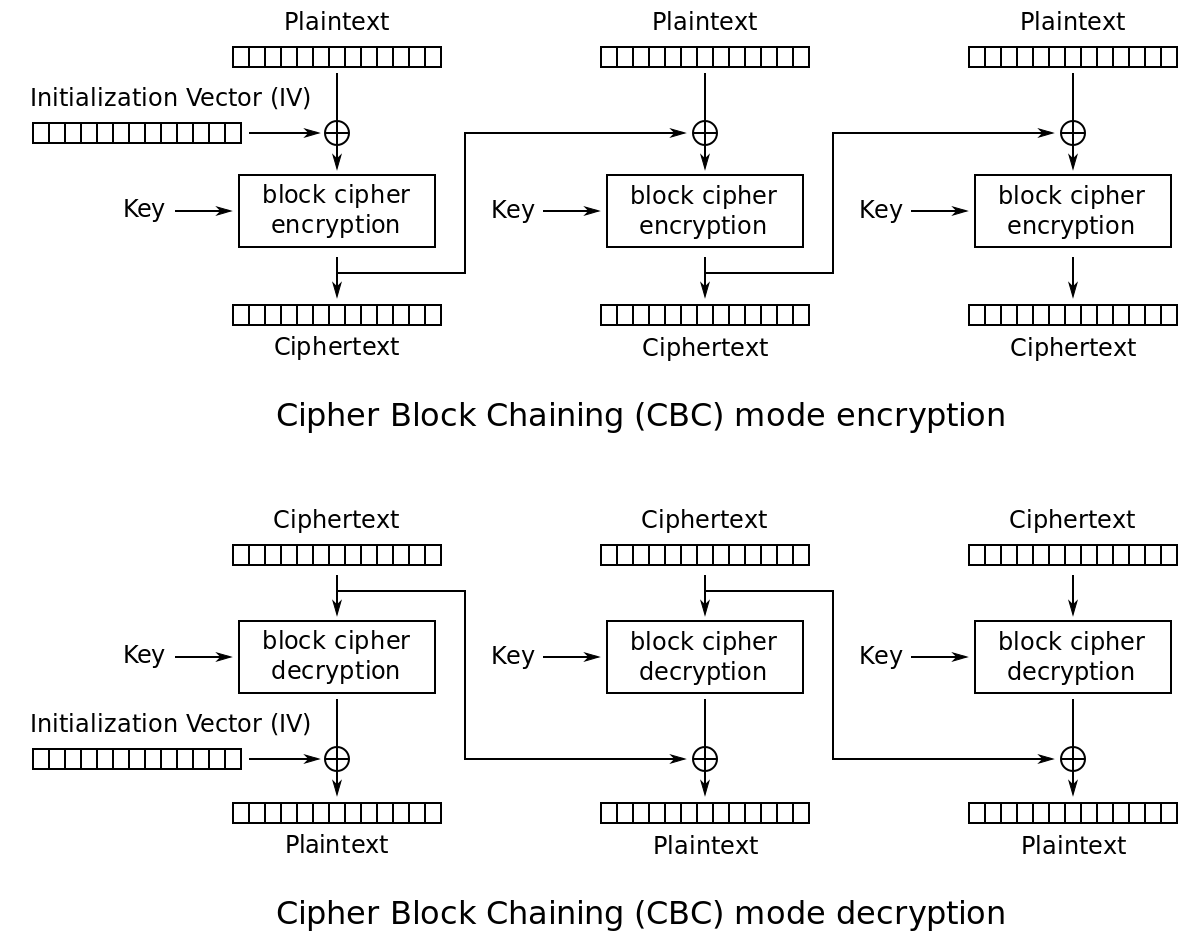 Plaintext Plaintext Plaintext
Initialization Vector (IV)
Key block cipher encryption Key block cipher encryption Key block cipher encryption
Ciphertext Ciphertext Ciphertext
Cipher Block Chaining (CBC) mode encryption
Ciphertext Ciphertext Ciphertext
Key block cipher decryption Key block cipher decryption Key block cipher decryption
Initialization Vector (IV)
Plaintext Plaintext Plaintext
Cipher Block Chaining (CBC) mode decryption